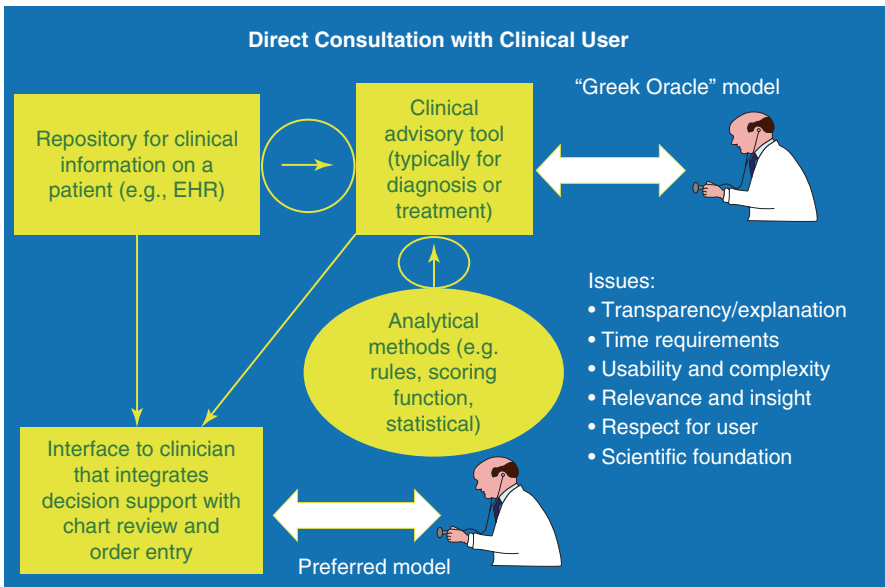 Direct Consultation with Clinical User
“Greek Oracle” model
Repository for clinical
information on a
patient (e.g., EHR)
Clinical
advisory tool
(typically for
diagnosis or
treatment)
Analytical
methods (e.g.
rules, scoring
function,
statistical)
Issues:
• Transparency/explanation
• Time requirements
• Usability and complexity
• Relevance and insight
• Respect for user
• Scientific foundation
Interface to clinician
that integrates
decision support with
chart review and
order entry
Preferred model